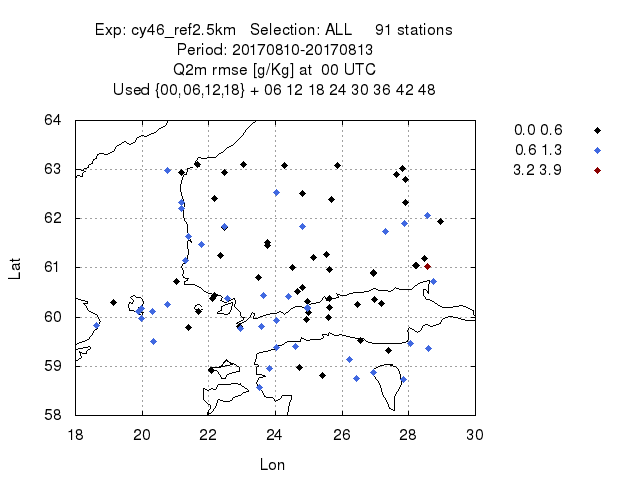 Exp: cy46_ref2.5km   Selection: ALL     91 stations
Period: 20170810-20170813
Q2m rmse [g/Kg] at  00 UTC
Used {00,06,12,18} + 06 12 18 24 30 36 42 48
0.0 0.6
0.6 1.3
3.2 3.9
64
63
62
61
60
59
58
Lat
18 20 22 24 26 28 30
Lon